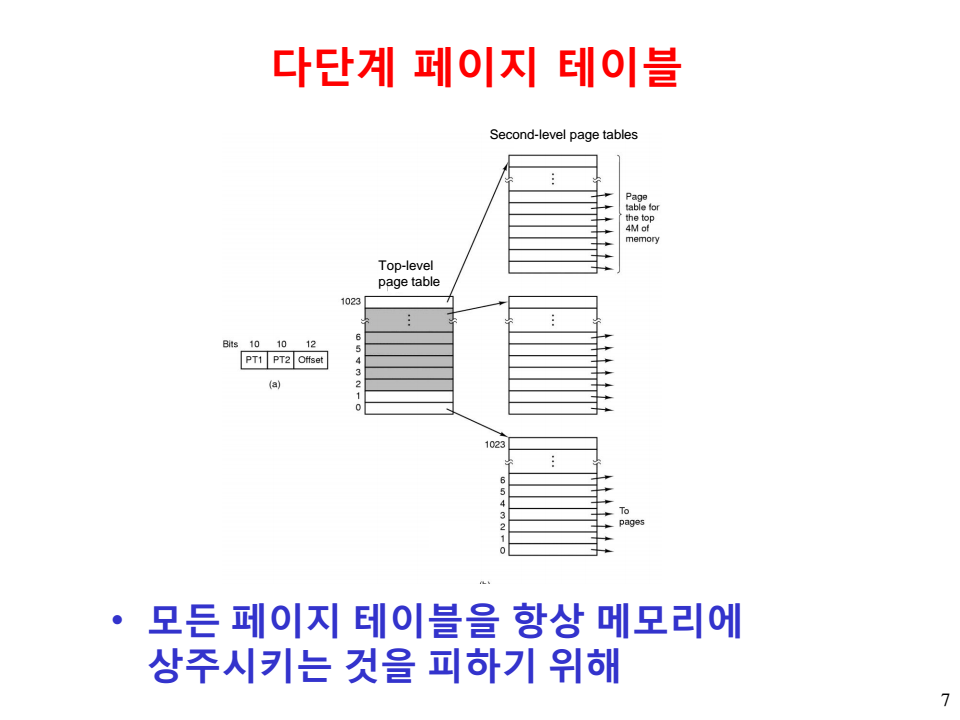 다단계 페이지 테이블
Second-level page tables
Page
table for
the top
4M of
memory
Top-level
page table
1023
6
5
4
3
2
1
0
Bits 10 10 12
PT1 PT2 Offset
(a)
1023
6
5
4
3
2
1
0
To
pages
• 모든 페이지 테이블을 항상 메모리에
상주시키는 것을 피하기 위해
7